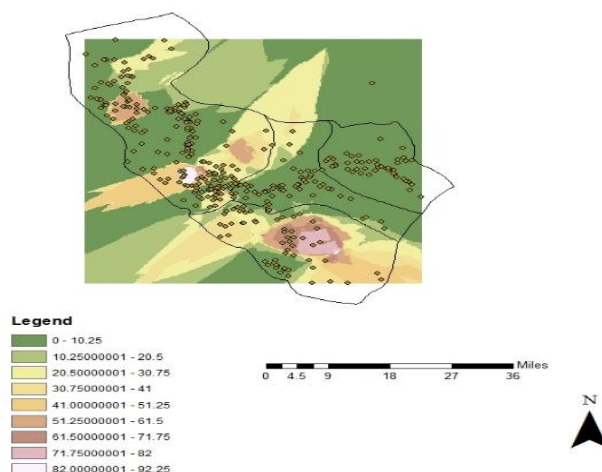 Legend
0 - 10.25
10.25000001 - 20.5
20.50000001 - 30.75
30.75000001 - 41
41.00000001 - 51.25
51.25000001 - 61.5
61.50000001 - 71.75
71.75000001 - 82
82.00000001 - 92.25
Miles
0 4.5 9 18 27 36
N